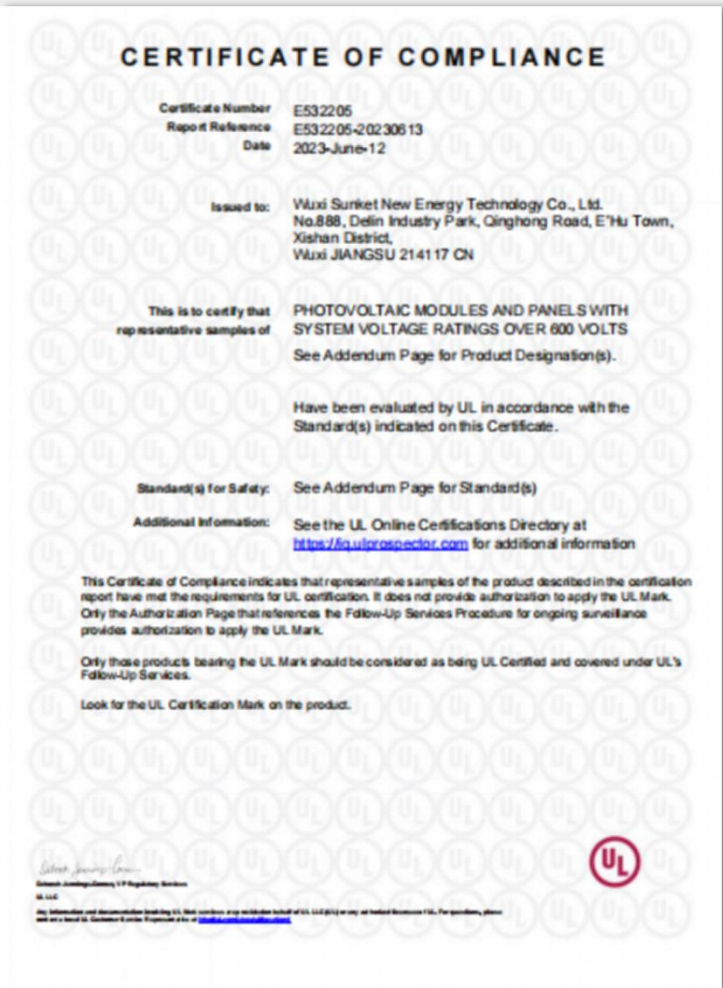 CERTIFICATE OF COMPLIANCE
Certificate Number E532205
Report Reference E532205-20230613
Date 2023-June-12
Issued to: Wuxi Sunket New Energy Technology Co., Ltd.
No.888, Delin Industry Park, Qinghong Road, E'Hu Town,
Xishan District,
Wuxi JIANGSU 214117 CN
This is to certify that PHOTOVOLTAIC MODULES AND PANELS WITH
representative samples of SYSTEM VOLTAGE RATINGS OVER 600 VOLTS
See Addendum Page for Product Designation(s).
Have been evaluated by UL in accordance with the
Standard(s) indicated on this Certificate.
Standard(s) for Safety: See Addendum Page for Standard(s)
Additional Information: See the UL Online Certifications Directory at
https://iq.ulprospector.com for additional information
This Certificate of Compliance indicates that representative samples of the product described in the certification
report have met the requirements for UL certification. It does not provide authorization to apply the UL Mark.
Only the Authorization Page that references the Follow-Up Services Procedure for ongoing surveillance
provides authorization to apply the UL Mark.
Only those products bearing the UL Mark should be considered as being UL Certified and covered under UL's
Follow-Up Services.
Look for the UL Certification Mark on the product.
UL
UL LLC